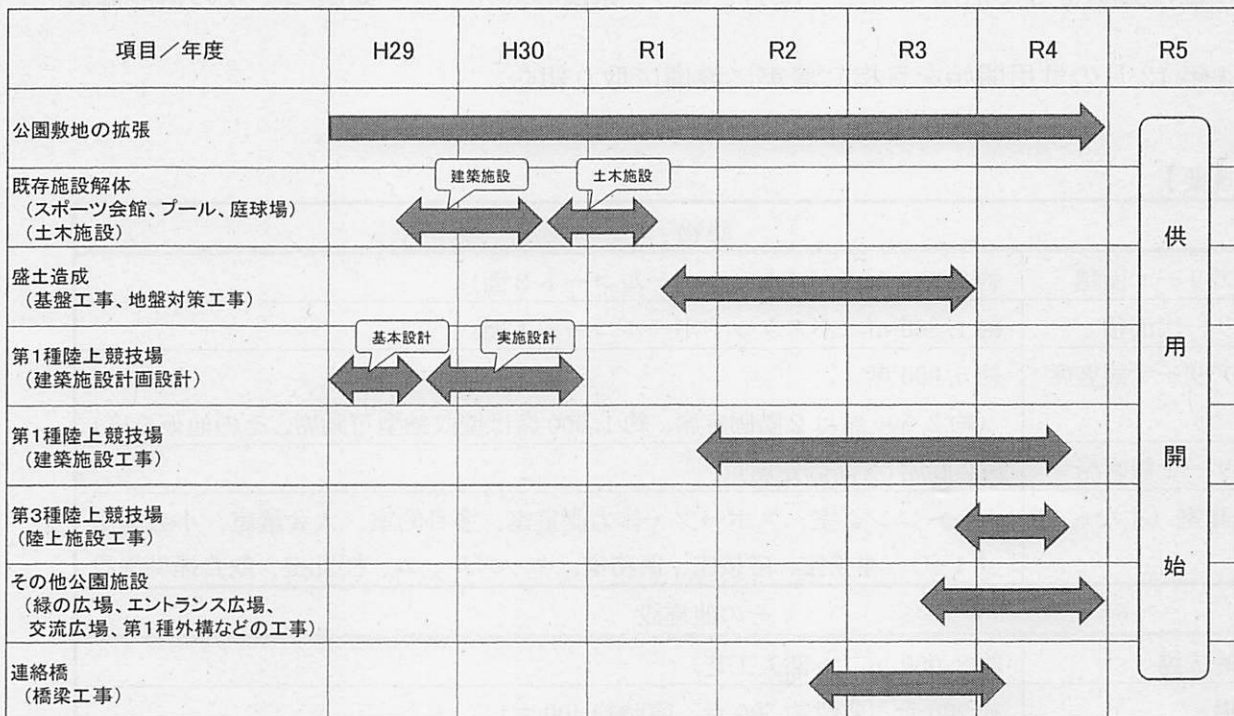 項目／年度 H29 H30 R1 R2 R3 R4 R5
公園敷地の拡張
既存施設解体
（スポーツ会館、プール、庭球場）
（土木施設）
建築施設 土木施設
盛土造成
（基盤工事、地盤対策工事）
第1種陸上競技場
（建築施設計画設計）
基本設計 実施設計
第1種陸上競技場
（建築施設工事）
第3種陸上競技場
（陸上施設工事）
その他公園施設
（緑の広場、エントランス広場、
交流広場、第1種外構などの工事）
連絡橋
（橋梁工事）
供用開始